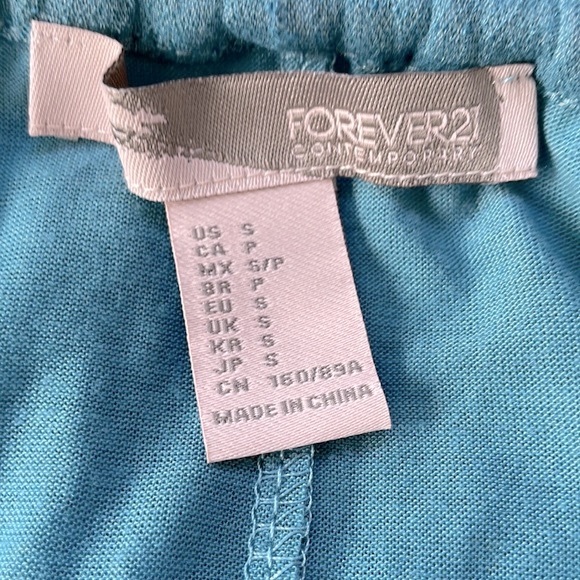 FOREVER21
CONTEMPORARY
US S
CA P
MX S/P
BR P
EU S
UK S
KR S
JP S
CN 160/89A
MADE IN CHINA